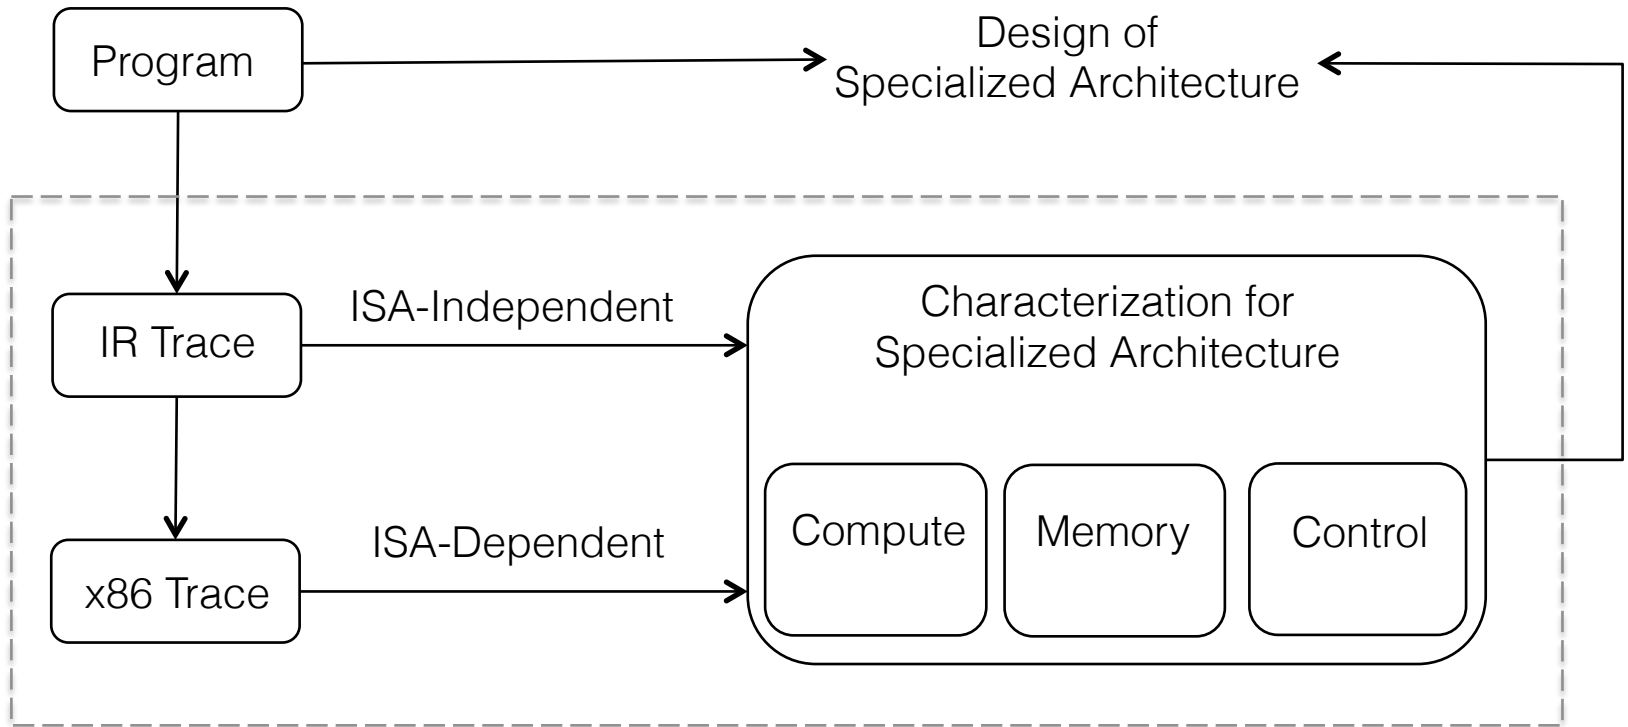 Program
Design of
Specialized Architecture
IR Trace
ISA-Independent
Characterization for
Specialized Architecture
x86 Trace
ISA-Dependent
Compute
Memory
Control